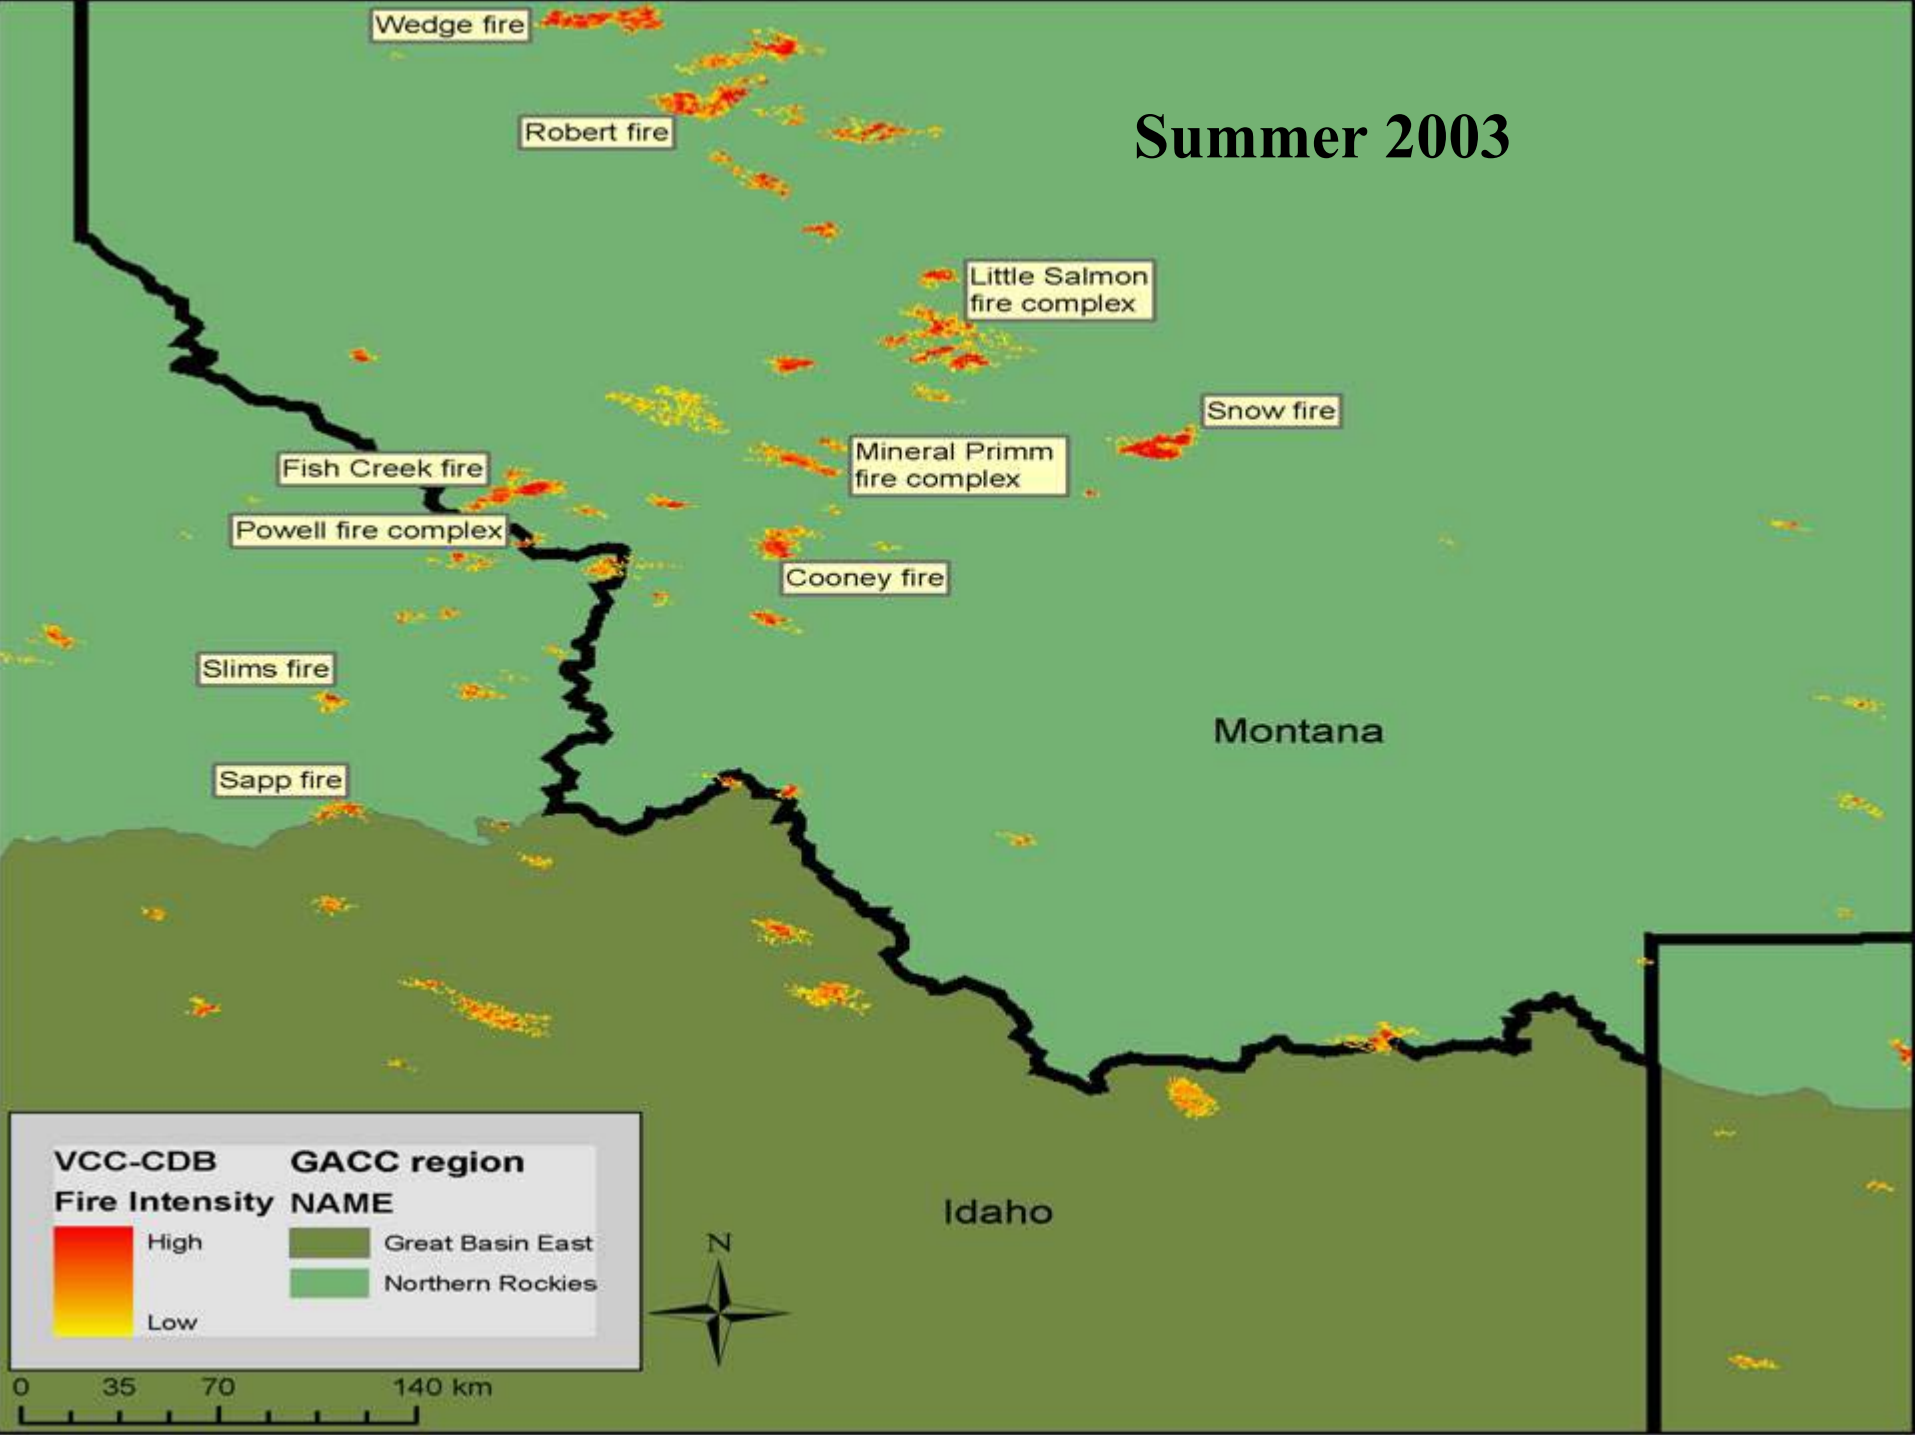 Wedge fire
Summer 2003
Robert fire
Little Salmon
fire complex
Snow fire
Mineral Primm
fire complex
Fish Creek fire
Powell fire complex
Cooney fire
Slims fire
Montana
Sapp fire
Idaho
VCC-CDB
Fire Intensity
High
Low
GACC region
NAME
Great Basin East
Northern Rockies
N
0 35 70 140 km